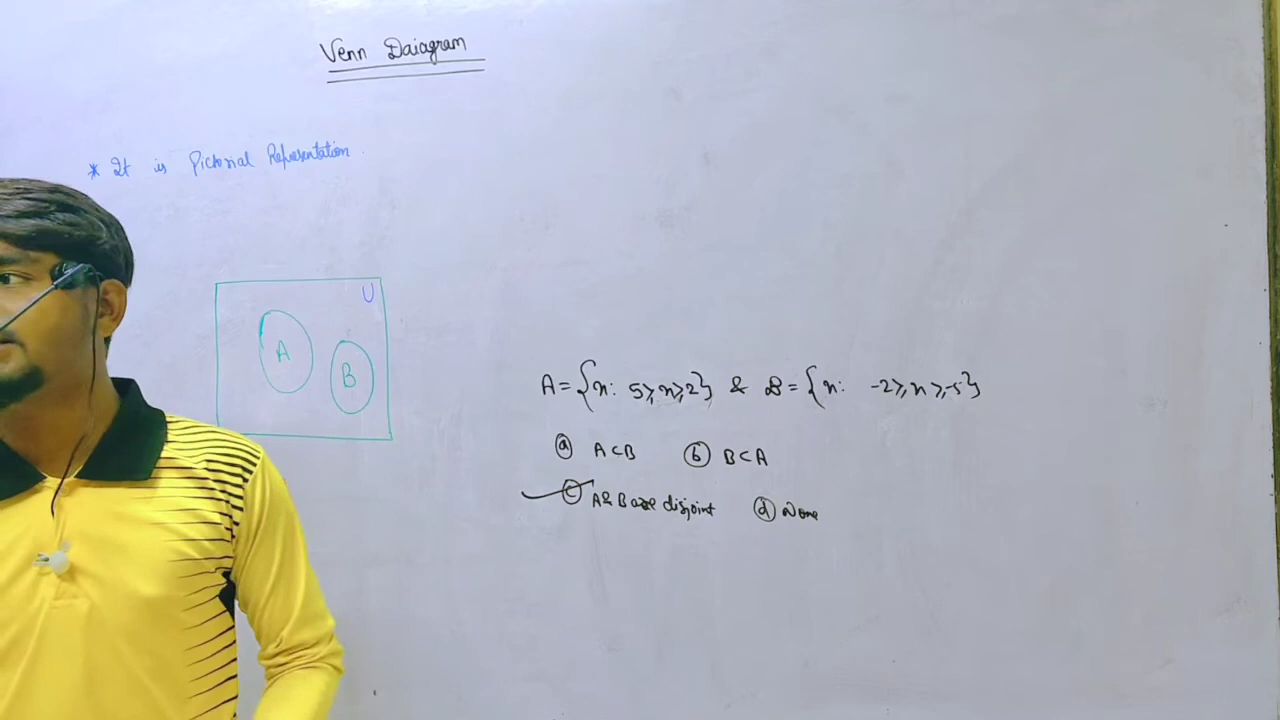 Venn Daiagram
* It is Pictorial Representation.
U
A
B
A = {x: 5 ≥ x ≥ 2} & B = {x: -2 ≥ x ≥ -5}
(a) A ⊂ B (b) B ⊂ A
(c) A & B are disjoint (d) None